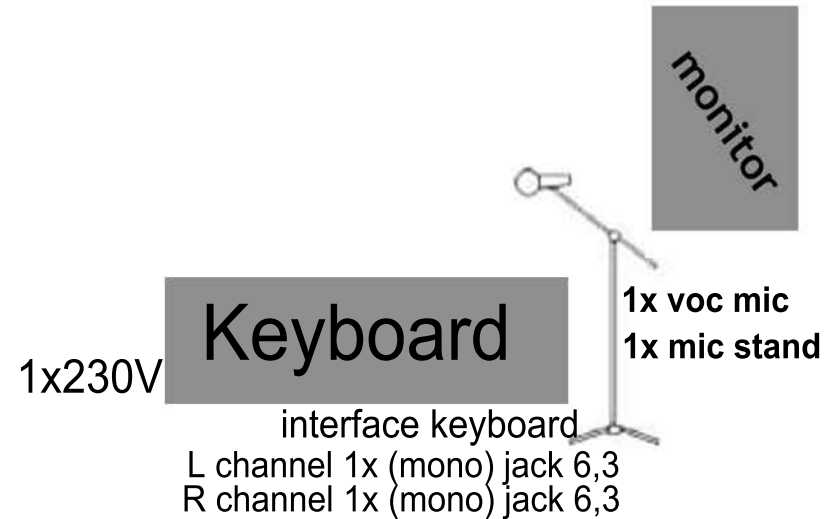 monitor
1x voc mic
Keyboard
1x mic stand
1x230V
interface keyboard
L channel 1x (mono) jack 6,3
R channel 1x (mono) jack 6,3